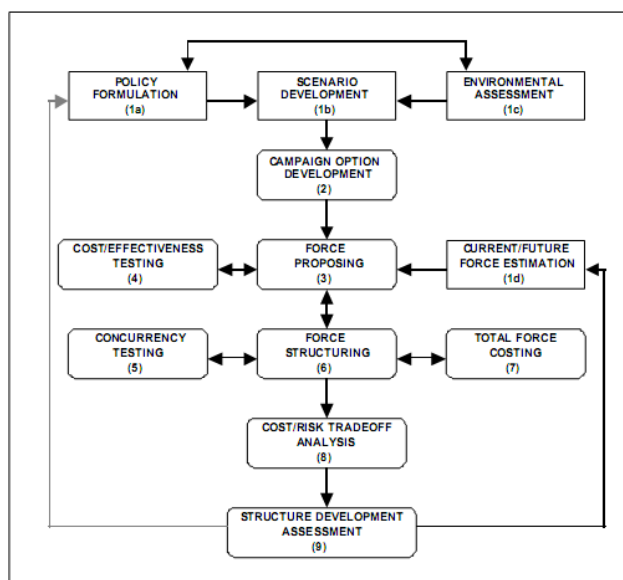 POLICY
FORMULATION
(1a)
SCENARIO
DEVELOPMENT
(1b)
ENVIRONMENTAL
ASSESSMENT
(1c)
CAMPAIGN OPTION
DEVELOPMENT
(2)
COST/EFFECTIVENESS
TESTING
(4)
FORCE
PROPOSING
(3)
CURRENT/FUTURE
FORCE ESTIMATION
(1d)
CONCURRENCY
TESTING
(5)
FORCE
STRUCTURING
(6)
TOTAL FORCE
COSTING
(7)
COST/RISK TRADEOFF
ANALYSIS
(8)
STRUCTURE DEVELOPMENT
ASSESSMENT
(9)